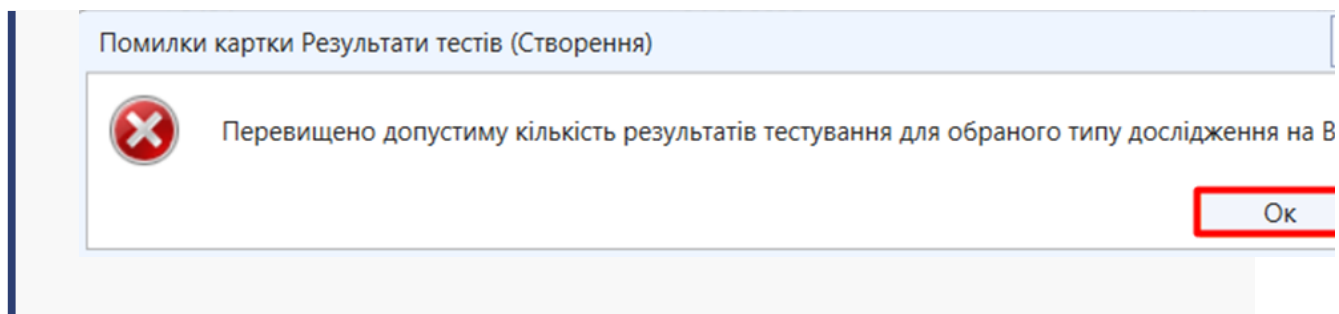 Помилки картки Результати тестів (Створення)
Перевищено допустиму кількість результатів тестування для обраного типу дослідження на
Ок